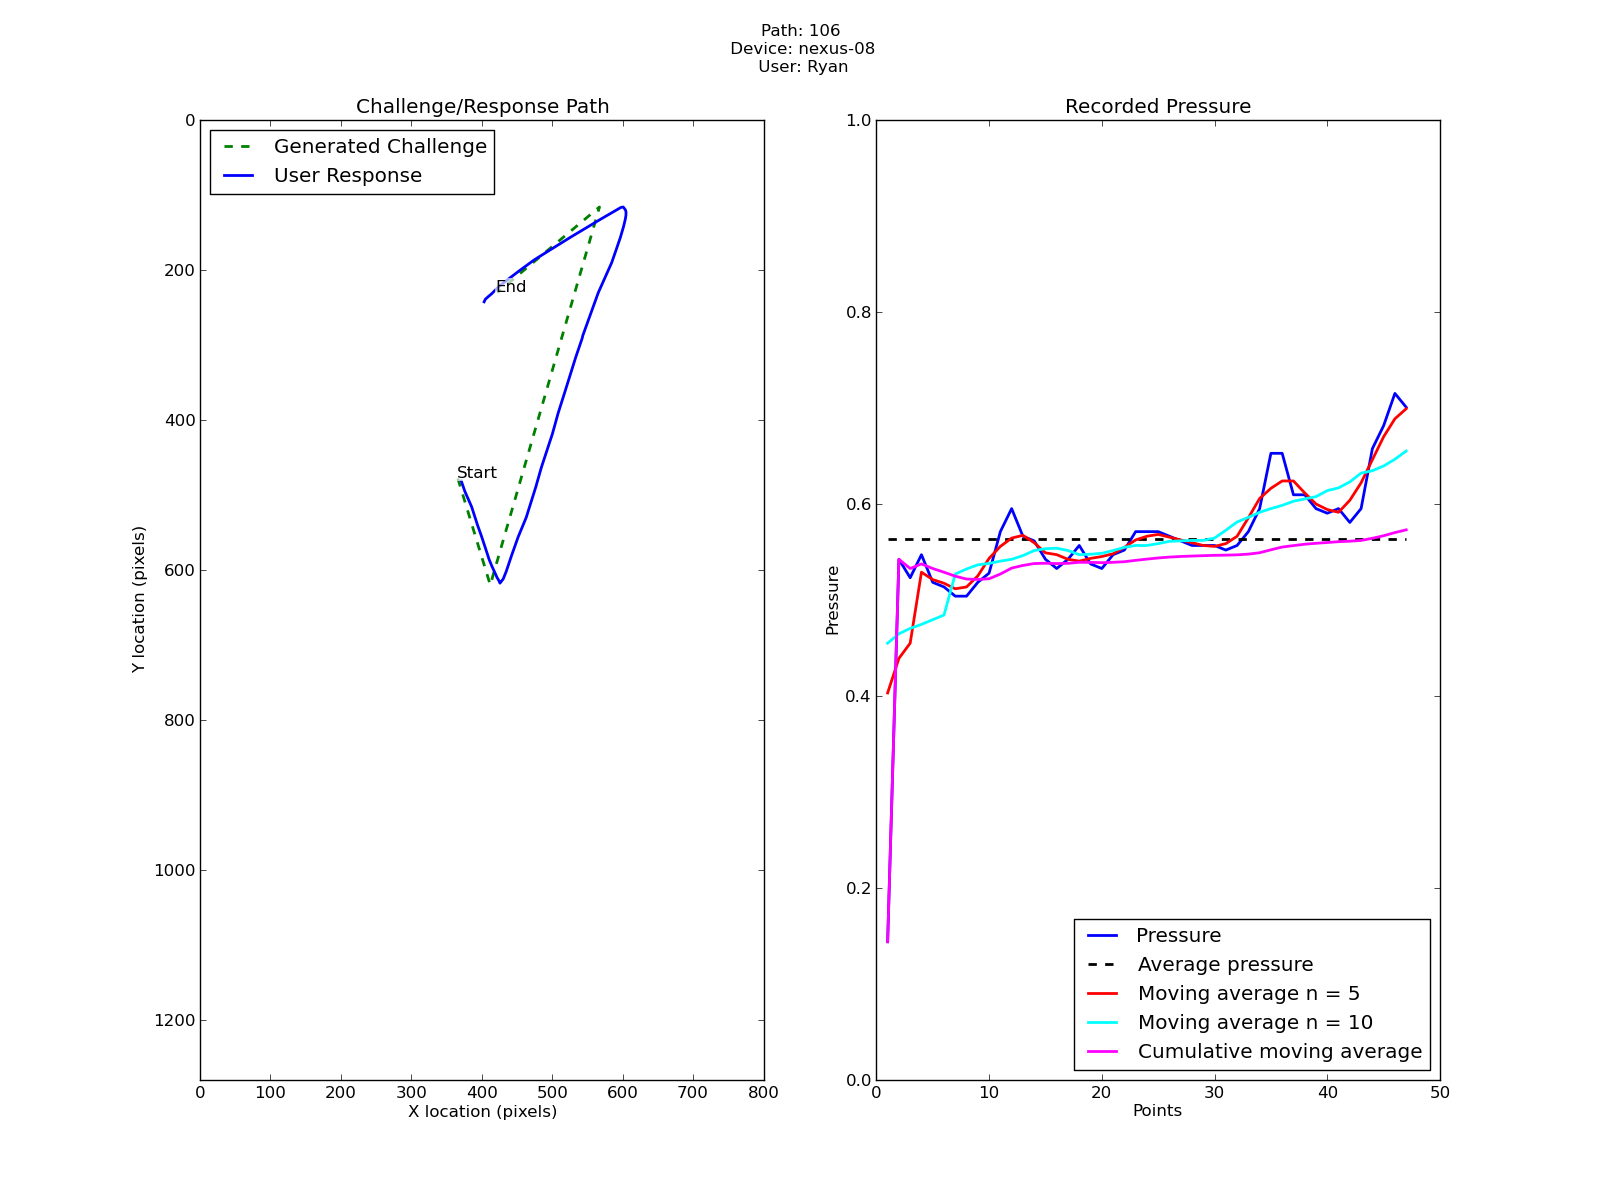 Path: 106
Device: nexus-08
User: Ryan
Challenge/Response Path
Generated Challenge
User Response
End
Start
0
200
400
600
800
1000
1200
Y location (pixels)
0 100 200 300 400 500 600 700 800
X location (pixels)
Recorded Pressure
1.0
0.8
0.6
0.4
0.2
0.0
Pressure
Pressure
Average pressure
Moving average n = 5
Moving average n = 10
Cumulative moving average
0 10 20 30 40 50
Points